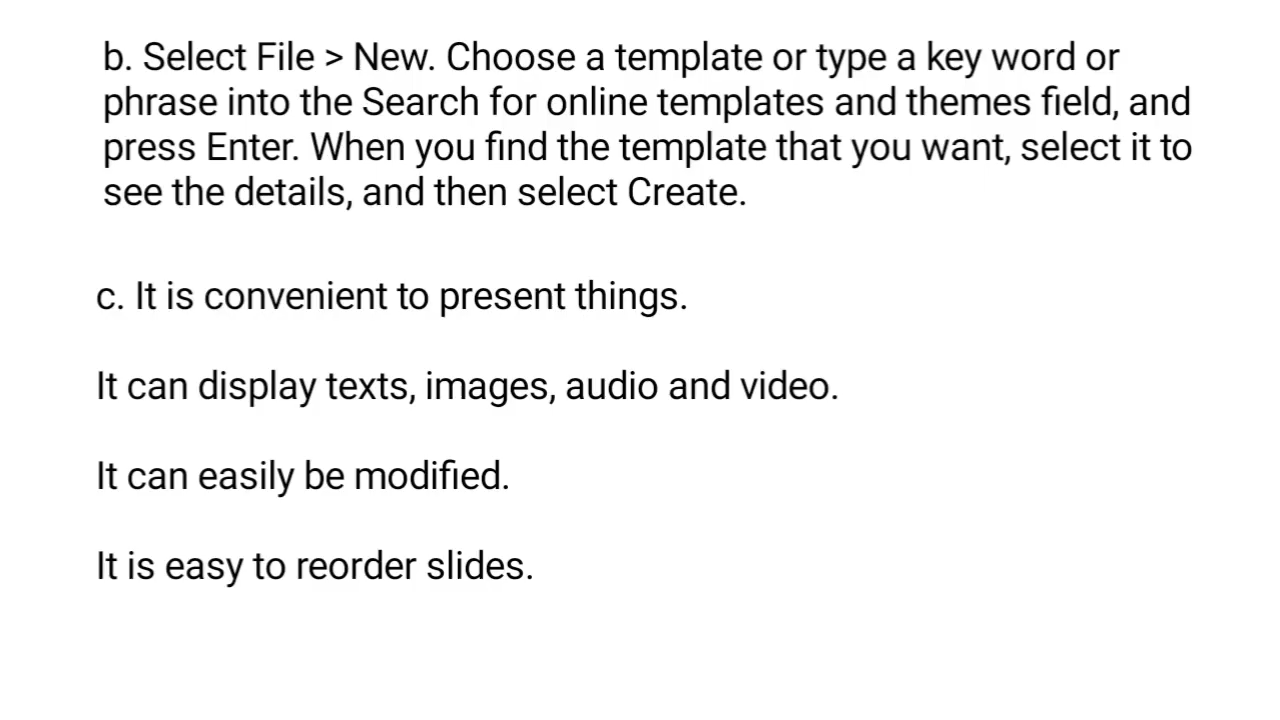 b. Select File > New. Choose a template or type a key word or
phrase into the Search for online templates and themes field, and
press Enter. When you find the template that you want, select it to
see the details, and then select Create.
c. It is convenient to present things.
It can display texts, images, audio and video.
It can easily be modified.
It is easy to reorder slides.